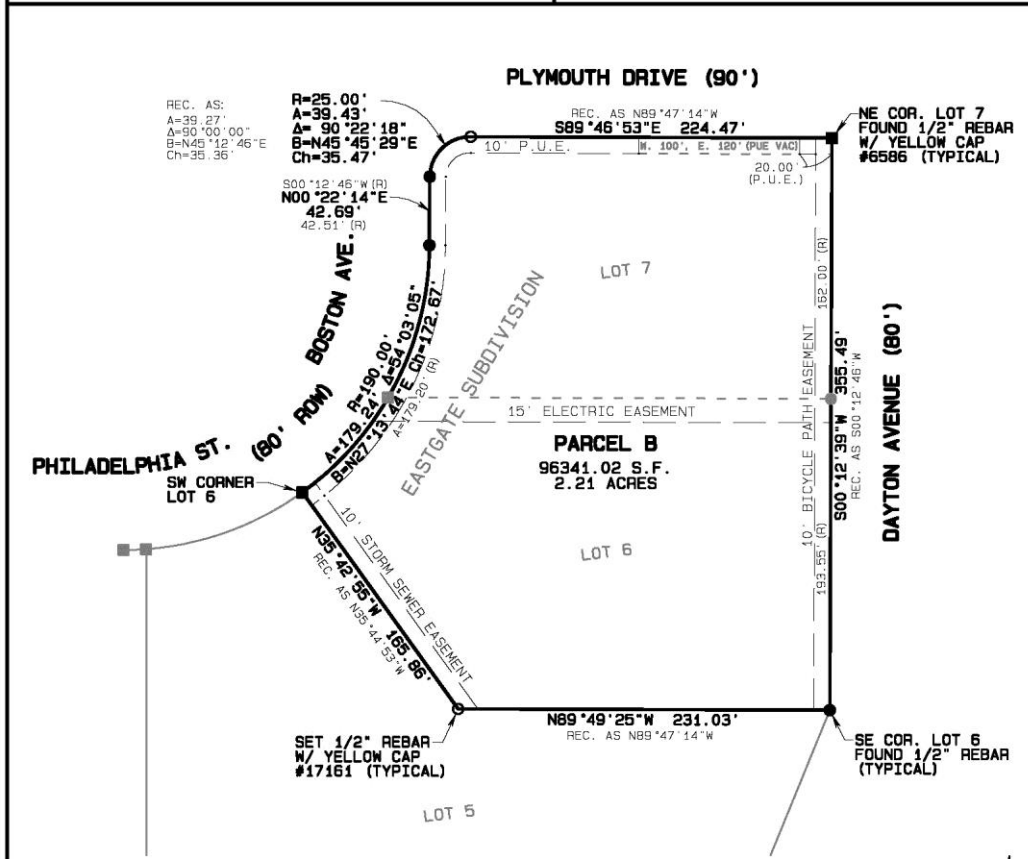 PLYMOUTH DRIVE (90')
REC. AS:
A=39.27'
Δ=90°00'00"
B=N45°12'46"E
Ch=35.36'
R=25.00'
A=39.43'
Δ= 90°22'18"
B=N45°45'29"E
Ch=35.47'
REC. AS N89°47'14"W
S89°46'53"E 224.47'
10' P.U.E.
W. 100', E. 120' (PUE VAC)
20.00'
(P.U.E.)
NE COR. LOT 7
FOUND 1/2" REBAR
W/ YELLOW CAP
#6586 (TYPICAL)
S00°12'46"W (R)
N00°22'14"E
42.69'
42.51' (R)
BOSTON AVE.
(80' ROW)
PHILADELPHIA ST.
R=190.00'
Δ=54°03'05"
A=179.24'
Ch=172.67'
B=N27°13'44"E
A=179.20' (R)
EASTGATE SUBDIVISION
LOT 7
162.00' (R)
10' BICYCLE PATH EASEMENT
S00°12'39"W 355.49'
REC. AS S00°12'46"W
DAYTON AVENUE (80')
15' ELECTRIC EASEMENT
PARCEL B
96341.02 S.F.
2.21 ACRES
SW CORNER
LOT 6
LOT 6
193.55' (R)
10' STORM SEWER EASEMENT
N35°42'55"W 165.86'
REC. AS N35°44'53"W
N89°49'25"W 231.03'
REC. AS N89°47'14"W
SET 1/2" REBAR
W/ YELLOW CAP
#17161 (TYPICAL)
SE COR. LOT 6
FOUND 1/2" REBAR
(TYPICAL)
LOT 5